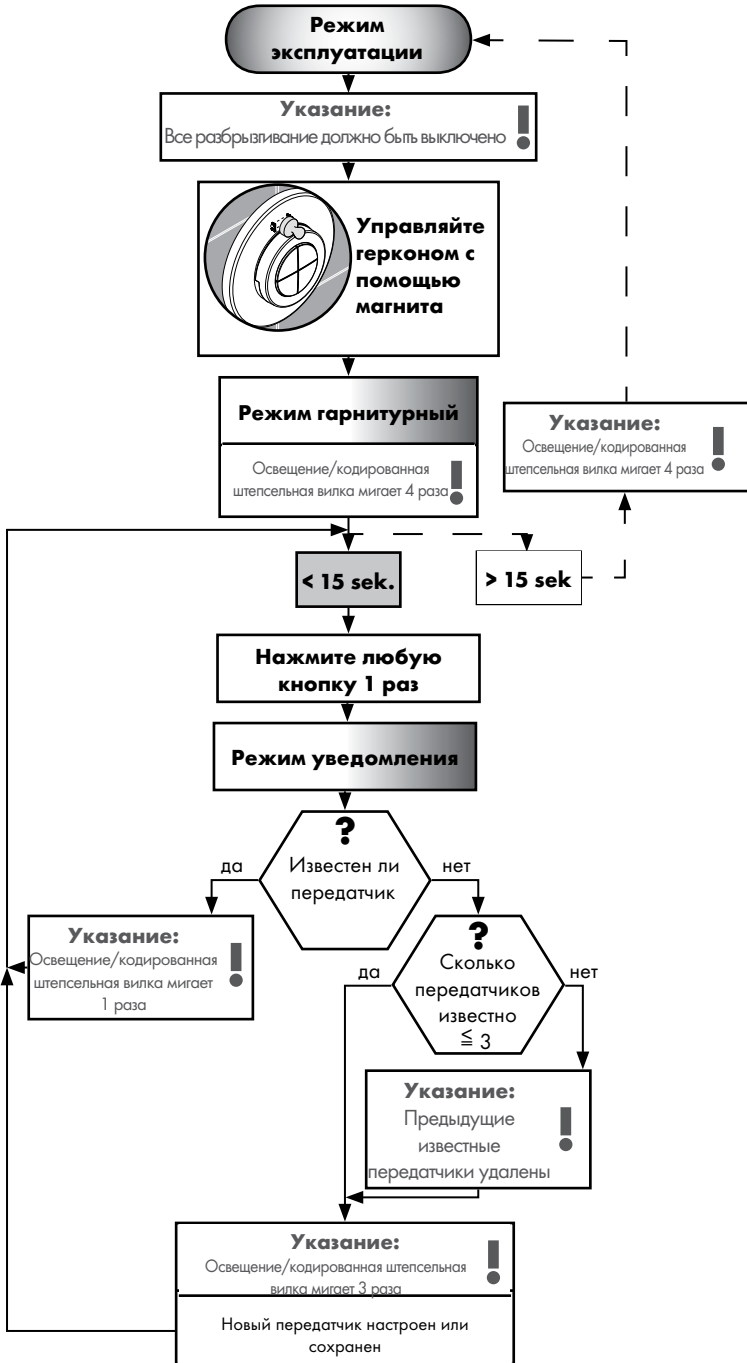 Режим
эксплуатации
Указание:
Все разбрызгивание должно быть выключено
Управляйте
герконом с
помощью
магнита
Режим гарнитурный
Освещение/кодированная
штепсельная вилка мигает 4 раза
Указание:
Освещение/кодированная
штепсельная вилка мигает 4 раза
< 15 sek.
> 15 sek
Нажмите любую
кнопку 1 раз
Режим уведомления
?
Известен ли
передатчик
да
нет
Указание:
Освещение/кодированная
штепсельная вилка мигает
1 раза
?
Сколько
передатчиков
известно
≦ 3
да
нет
Указание:
Предыдущие
известные
передатчики удалены
Указание:
Освещение/кодированная штепсельная
вилка мигает 3 раза
Новый передатчик настроен или
сохранен